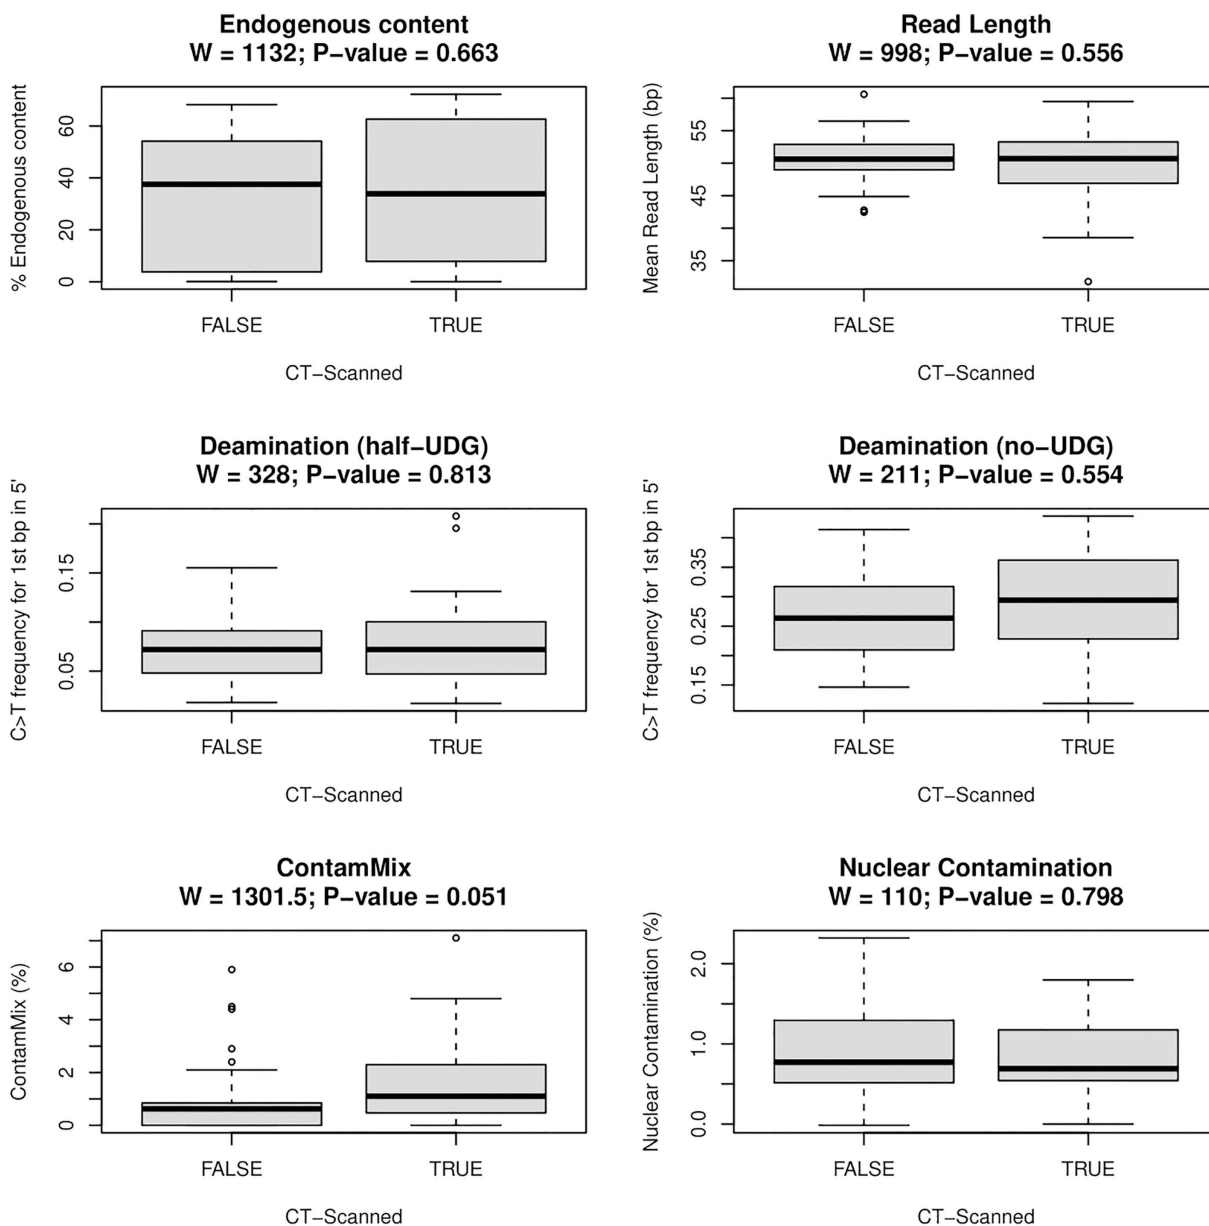 Endogenous content
W = 1132; P−value = 0.663
% Endogenous content
0
20
40
60
FALSE
TRUE
CT−Scanned
Read Length
W = 998; P−value = 0.556
Mean Read Length (bp)
35
45
55
FALSE
TRUE
CT−Scanned
Deamination (half−UDG)
W = 328; P−value = 0.813
C>T frequency for 1st bp in 5'
0.05
0.15
FALSE
TRUE
CT−Scanned
Deamination (no−UDG)
W = 211; P−value = 0.554
C>T frequency for 1st bp in 5'
0.15
0.25
0.35
FALSE
TRUE
CT−Scanned
ContamMix
W = 1301.5; P−value = 0.051
ContamMix (%)
0
2
4
6
FALSE
TRUE
CT−Scanned
Nuclear Contamination
W = 110; P−value = 0.798
Nuclear Contamination (%)
0.0
1.0
2.0
FALSE
TRUE
CT−Scanned